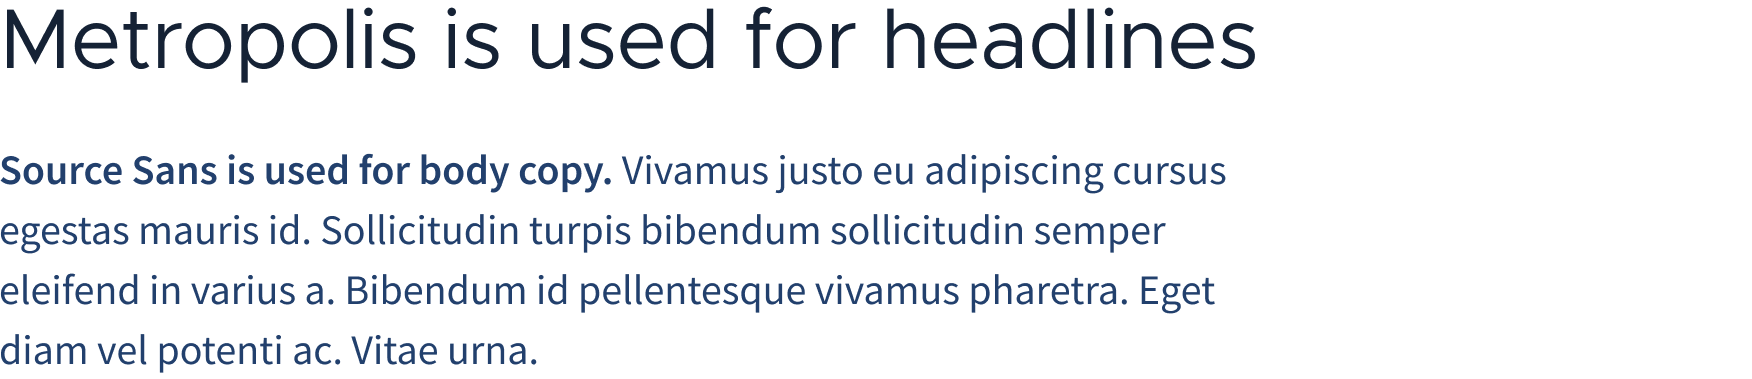 Metropolis is used for headlines
Source Sans is used for body copy. Vivamus justo eu adipiscing cursus
egestas mauris id. Sollicitudin turpis bibendum sollicitudin semper
eleifend in varius a. Bibendum id pellentesque vivamus pharetra. Eget
diam vel potenti ac. Vitae urna.